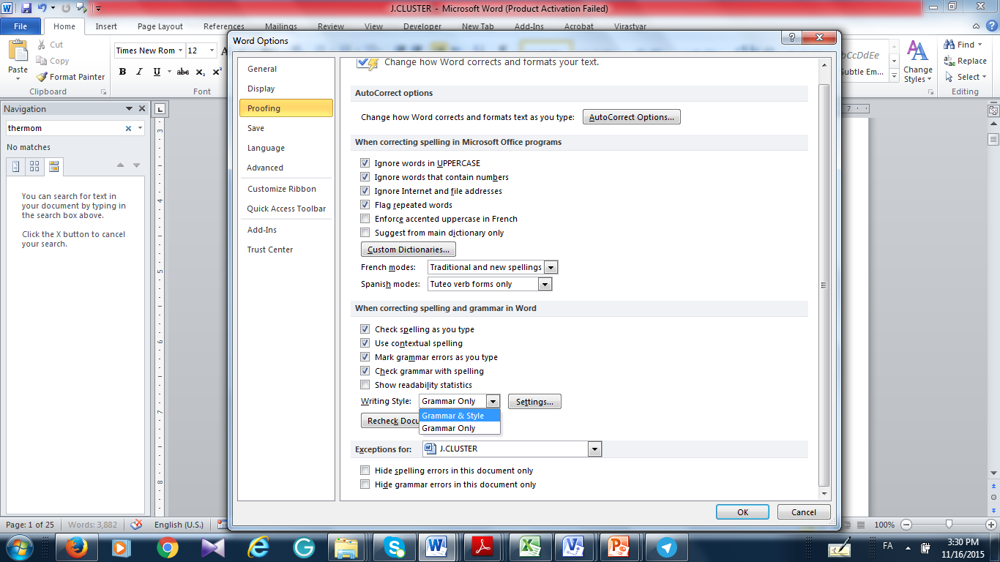 J.CLUSTER - Microsoft Word (Product Activation Failed)
File Home Insert Page Layout References Mailings Review View Developer New Tab Add-Ins Acrobat Virastyar
Paste
Cut
Copy
Format Painter
Clipboard
Times New Rom 12
B I U abc x₂ x²
Font
Subtle Em...
Change Styles
Find
Replace
Select
Editing
Navigation
thermom
No matches
You can search for text in
your document by typing in
the search box above.
Click the X button to cancel
your search.
Word Options
General
Display
Proofing
Save
Language
Advanced
Customize Ribbon
Quick Access Toolbar
Add-Ins
Trust Center
Change how Word corrects and formats your text.
AutoCorrect options
Change how Word corrects and formats text as you type: AutoCorrect Options...
When correcting spelling in Microsoft Office programs
Ignore words in UPPERCASE
Ignore words that contain numbers
Ignore Internet and file addresses
Flag repeated words
Enforce accented uppercase in French
Suggest from main dictionary only
Custom Dictionaries...
French modes: Traditional and new spellings
Spanish modes: Tuteo verb forms only
When correcting spelling and grammar in Word
Check spelling as you type
Use contextual spelling
Mark grammar errors as you type
Check grammar with spelling
Show readability statistics
Writing Style: Grammar Only Settings...
Grammar & Style
Grammar Only
Recheck Docu
Exceptions for: J.CLUSTER
Hide spelling errors in this document only
Hide grammar errors in this document only
OK Cancel
Page: 1 of 25 Words: 3,882 English (U.S.) 100%
FA
3:30 PM
11/16/2015